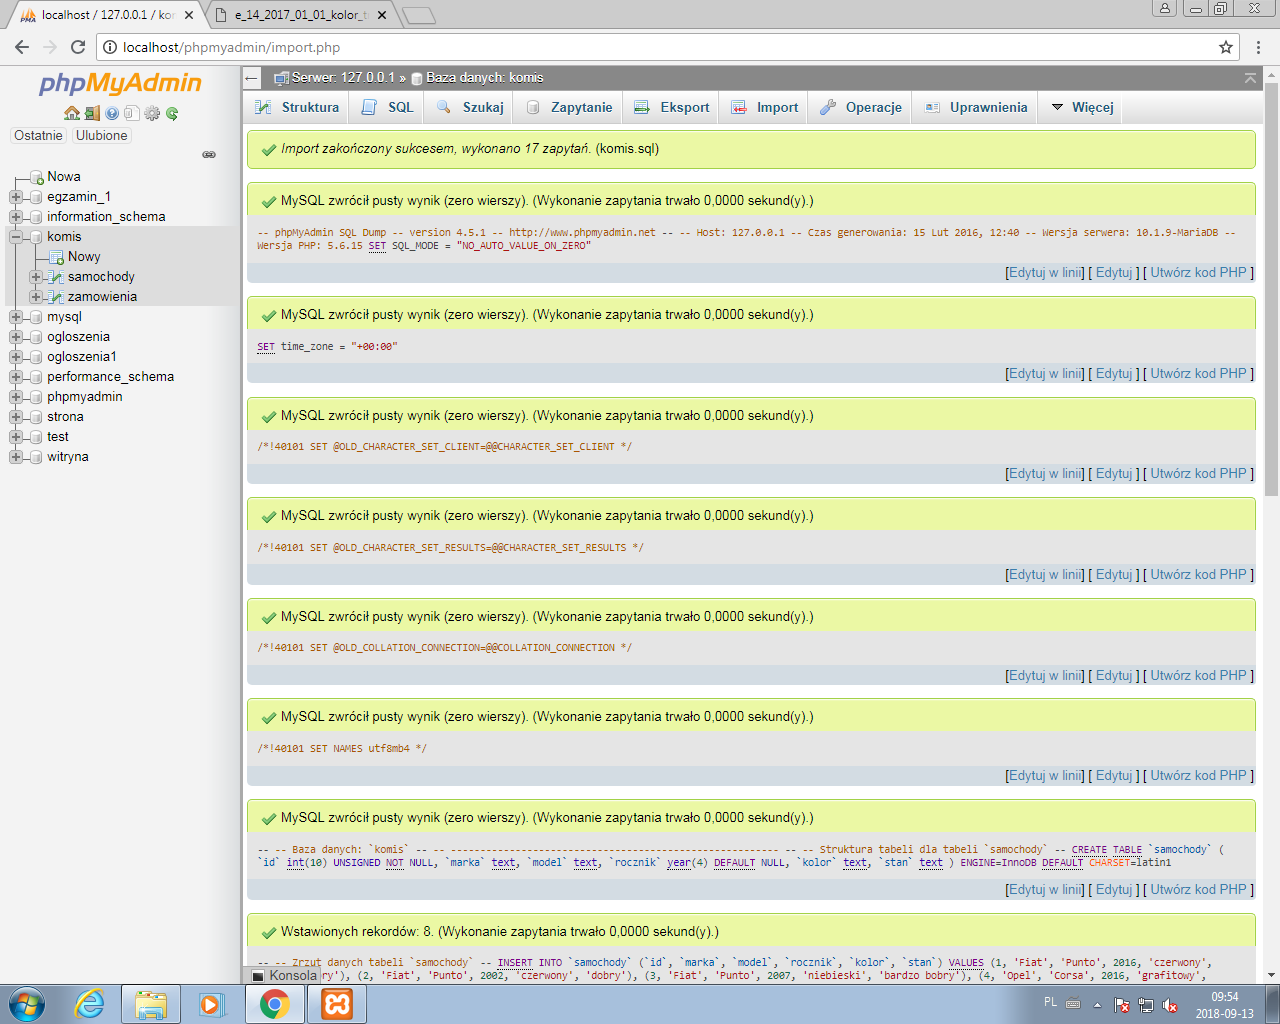 localhost / 127.0.0.1 / kor
e_14_2017_01_01_kolor_t
localhost/phpmyadmin/import.php
phpMyAdmin
Ostatnie Ulubione
Nowa
egzamin_1
information_schema
komis
Nowy
samochody
zamowienia
mysql
ogloszenia
ogloszenia1
performance_schema
phpmyadmin
strona
test
witryna
Serwer: 127.0.0.1 » Baza danych: komis
Struktura SQL Szukaj Zapytanie Eksport Import Operacje Uprawnienia Więcej
Import zakończony sukcesem, wykonano 17 zapytań. (komis.sql)
MySQL zwrócił pusty wynik (zero wierszy). (Wykonanie zapytania trwało 0,0000 sekund(y).)
-- phpMyAdmin SQL Dump -- version 4.5.1 -- http://www.phpmyadmin.net -- -- Host: 127.0.0.1 -- Czas generowania: 15 Lut 2016, 12:40 -- Wersja serwera: 10.1.9-MariaDB --
Wersja PHP: 5.6.15 SET SQL_MODE = "NO_AUTO_VALUE_ON_ZERO"
[Edytuj w linii] [ Edytuj ] [ Utwórz kod PHP ]
MySQL zwrócił pusty wynik (zero wierszy). (Wykonanie zapytania trwało 0,0000 sekund(y).)
SET time_zone = "+00:00"
[Edytuj w linii] [ Edytuj ] [ Utwórz kod PHP ]
MySQL zwrócił pusty wynik (zero wierszy). (Wykonanie zapytania trwało 0,0000 sekund(y).)
/*!40101 SET @OLD_CHARACTER_SET_CLIENT=@@CHARACTER_SET_CLIENT */
[Edytuj w linii] [ Edytuj ] [ Utwórz kod PHP ]
MySQL zwrócił pusty wynik (zero wierszy). (Wykonanie zapytania trwało 0,0000 sekund(y).)
/*!40101 SET @OLD_CHARACTER_SET_RESULTS=@@CHARACTER_SET_RESULTS */
[Edytuj w linii] [ Edytuj ] [ Utwórz kod PHP ]
MySQL zwrócił pusty wynik (zero wierszy). (Wykonanie zapytania trwało 0,0000 sekund(y).)
/*!40101 SET @OLD_COLLATION_CONNECTION=@@COLLATION_CONNECTION */
[Edytuj w linii] [ Edytuj ] [ Utwórz kod PHP ]
MySQL zwrócił pusty wynik (zero wierszy). (Wykonanie zapytania trwało 0,0000 sekund(y).)
/*!40101 SET NAMES utf8mb4 */
[Edytuj w linii] [ Edytuj ] [ Utwórz kod PHP ]
MySQL zwrócił pusty wynik (zero wierszy). (Wykonanie zapytania trwało 0,0000 sekund(y).)
-- -- Baza danych: `komis` -- -- -------------------------------------------------------- -- -- Struktura tabeli dla tabeli `samochody` -- CREATE TABLE `samochody` (
`id` int(10) UNSIGNED NOT NULL, `marka` text, `model` text, `rocznik` year(4) DEFAULT NULL, `kolor` text, `stan` text ) ENGINE=InnoDB DEFAULT CHARSET=latin1
[Edytuj w linii] [ Edytuj ] [ Utwórz kod PHP ]
Wstawionych rekordów: 8. (Wykonanie zapytania trwało 0,0000 sekund(y).)
-- -- Zrzut danych tabeli `samochody` -- INSERT INTO `samochody` (`id`, `marka`, `model`, `rocznik`, `kolor`, `stan`) VALUES (1, 'Fiat', 'Punto', 2016, 'czerwony',
Konsola ry'), (2, 'Fiat', 'Punto', 2002, 'czerwony', 'dobry'), (3, 'Fiat', 'Punto', 2007, 'niebieski', 'bardzo bobry'), (4, 'Opel', 'Corsa', 2016, 'grafitowy',
PL 09:54
2018-09-13